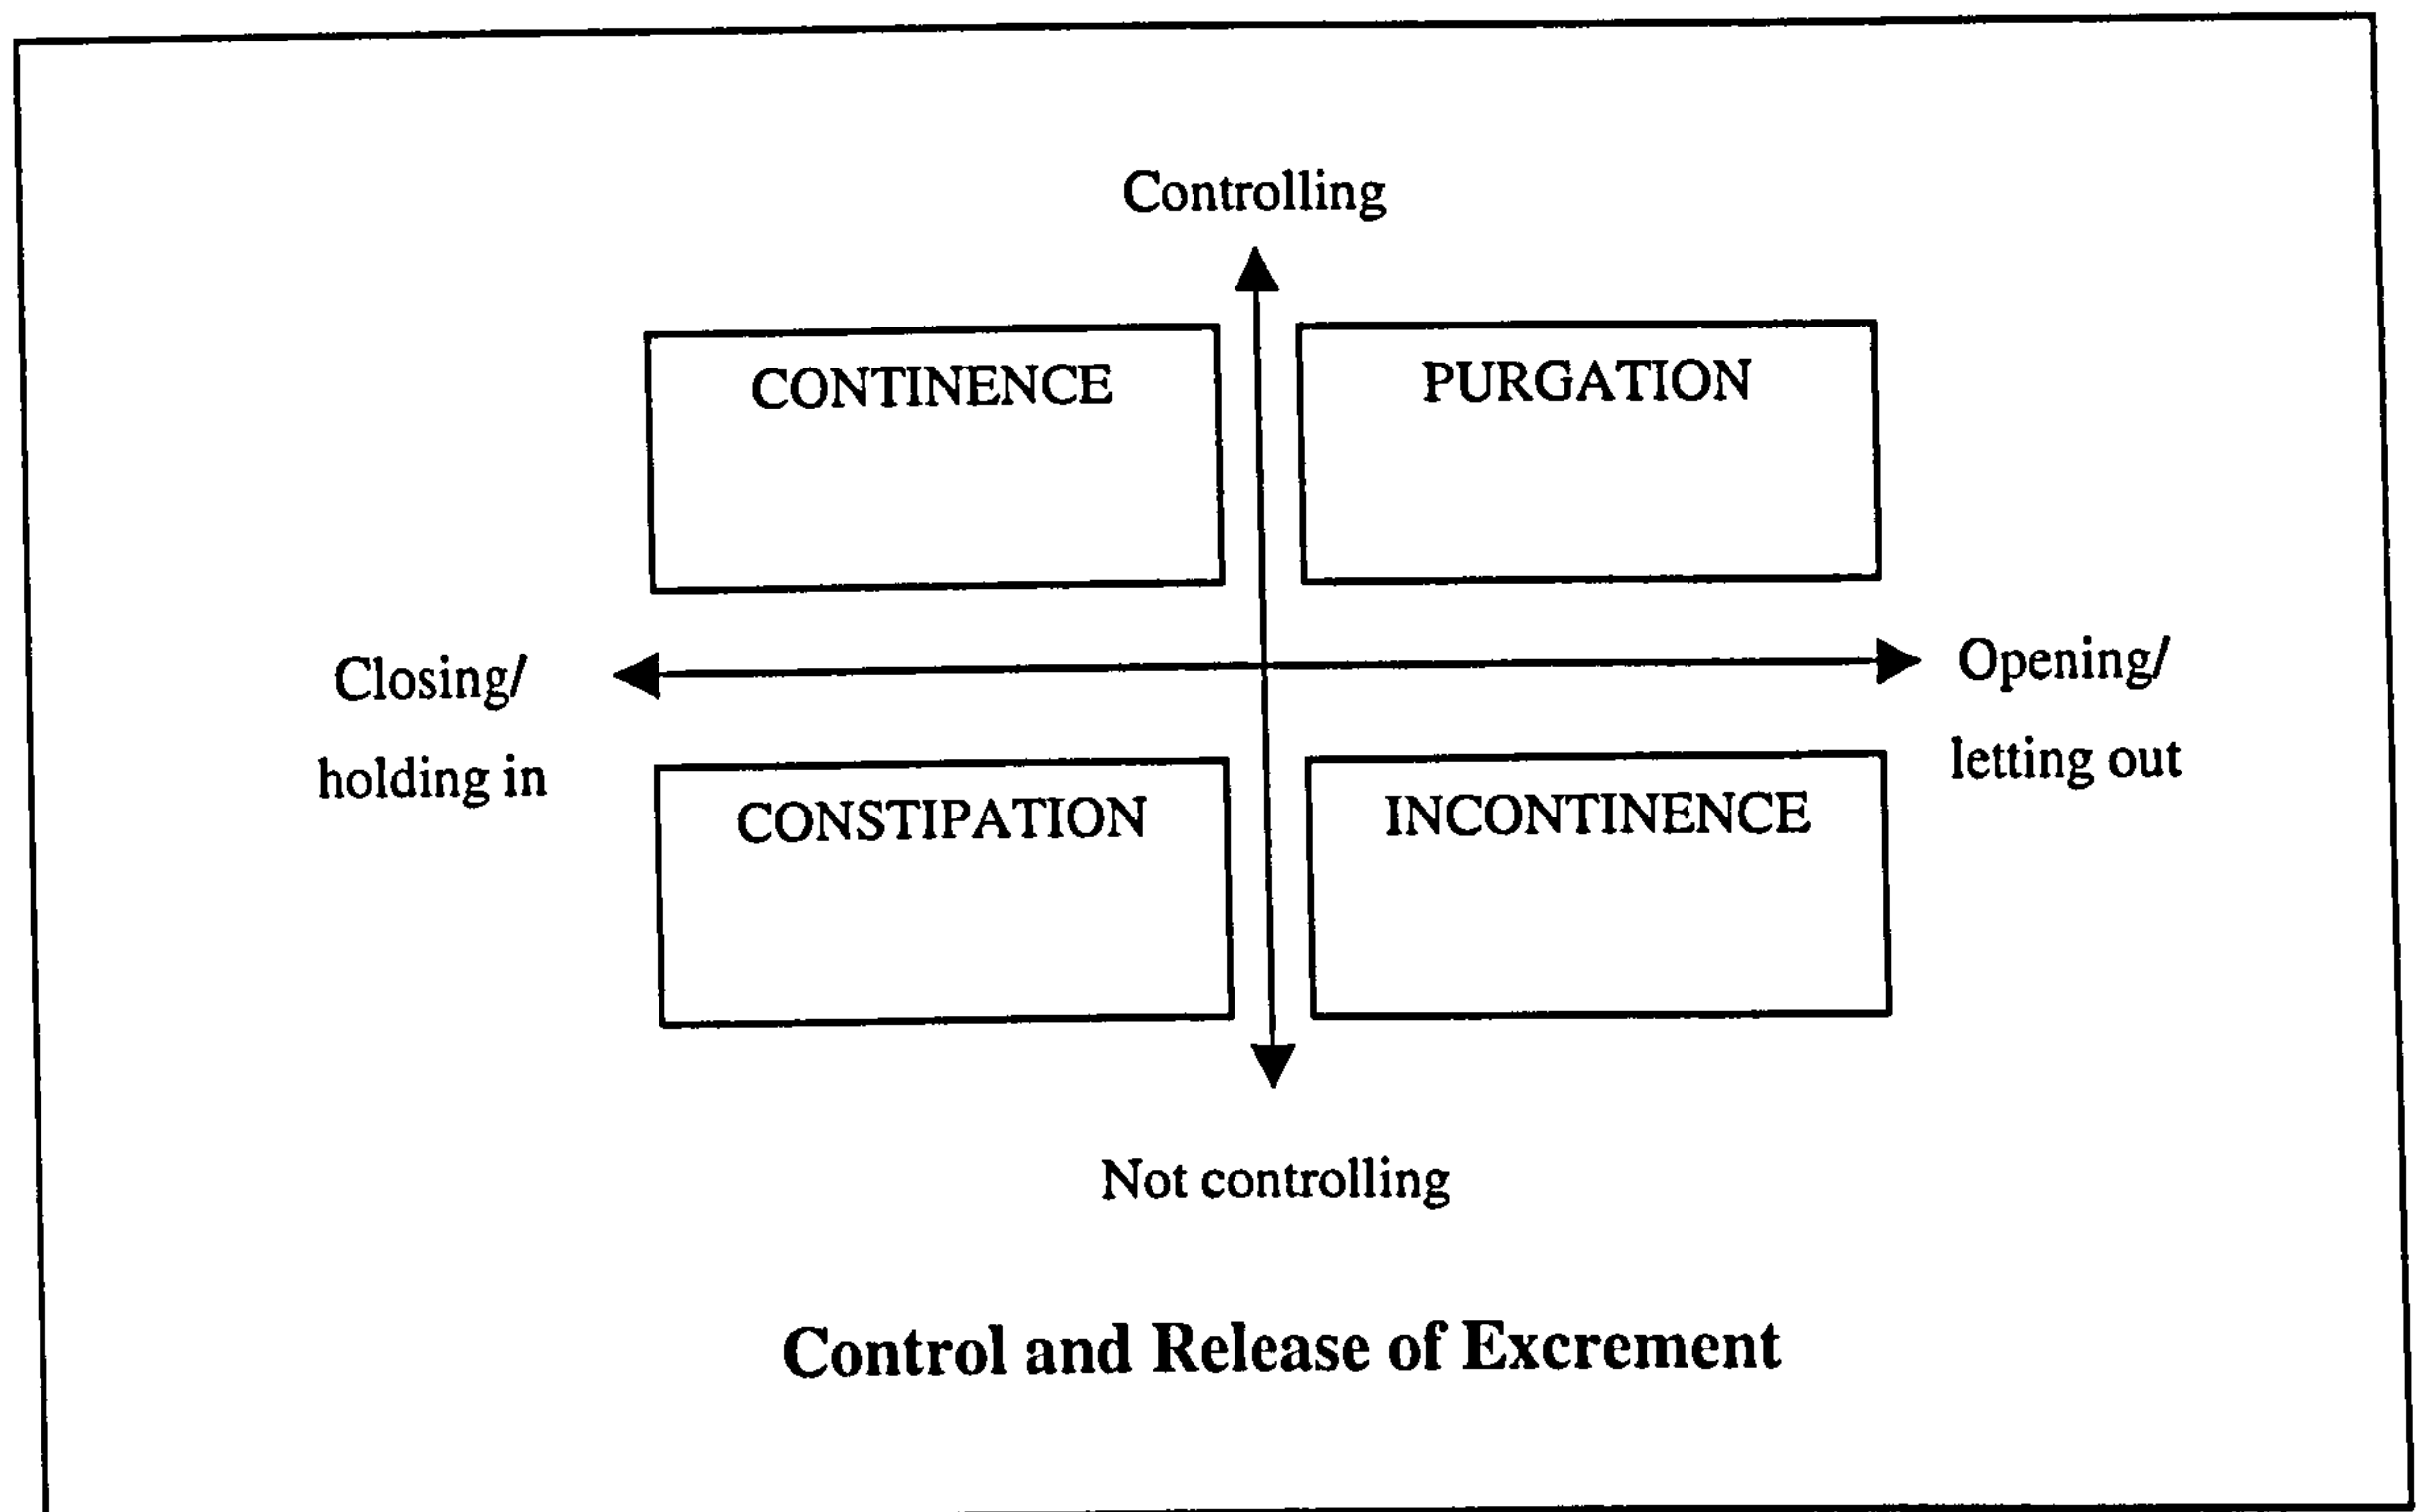 Controlling
CONTINENCE
PURGATION
Closing/
holding in
Opening/
letting out
CONSTIPATION
INCONTINENCE
Not controlling
Control and Release of Excrement